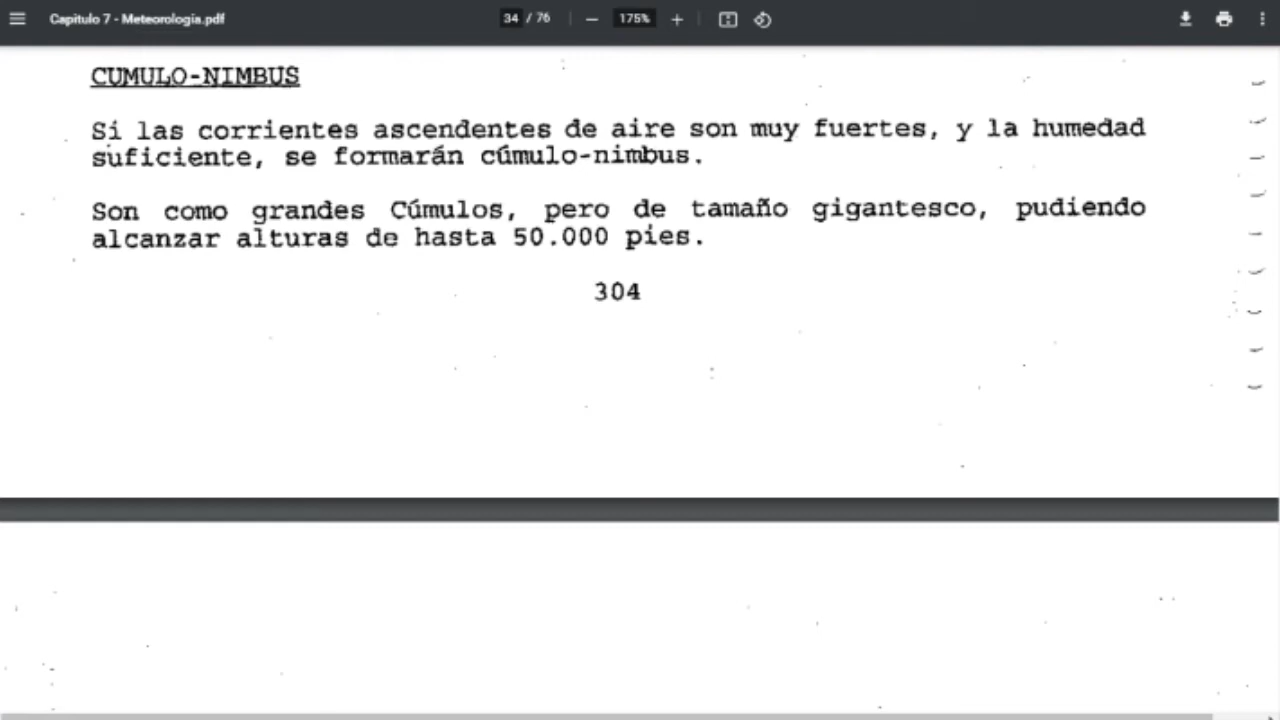 Capitulo 7 - Meteorologia.pdf
34 / 76
175%
CUMULO-NIMBUS
Si las corrientes ascendentes de aire son muy fuertes, y la humedad
suficiente, se formarán cúmulo-nimbus.
Son como grandes Cúmulos, pero de tamaño gigantesco, pudiendo
alcanzar alturas de hasta 50.000 pies.
304